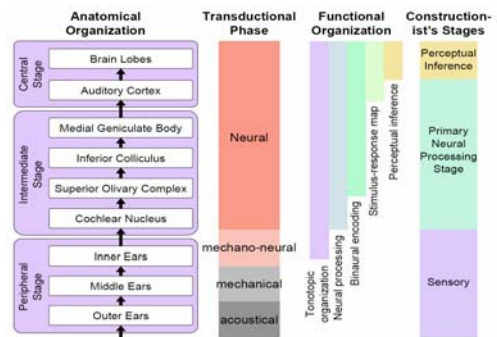 Anatomical
Organization
Transductional
Phase
Functional
Organization
Construction-
ist's Stages
Central
Stage
Brain Lobes
Auditory Cortex
Intermediate
Stage
Medial Geniculate Body
Inferior Colliculus
Superior Olivary Complex
Cochlear Nucleus
Peripheral
Stage
Inner Ears
Middle Ears
Outer Ears
Neural
mechano-neural
mechanical
acoustical
Tonotopic
organization
Neural processing
Binaural encoding
Stimulus-response map
Perceptual inference
Perceptual
Inference
Primary
Neural
Processing
Stage
Sensory